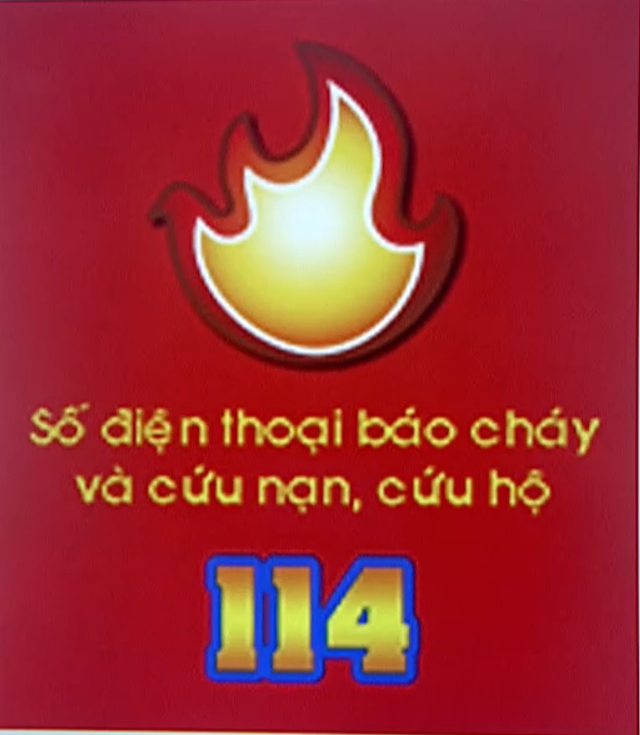 Số điện thoại báo cháy
và cứu nạn, cứu hộ
114